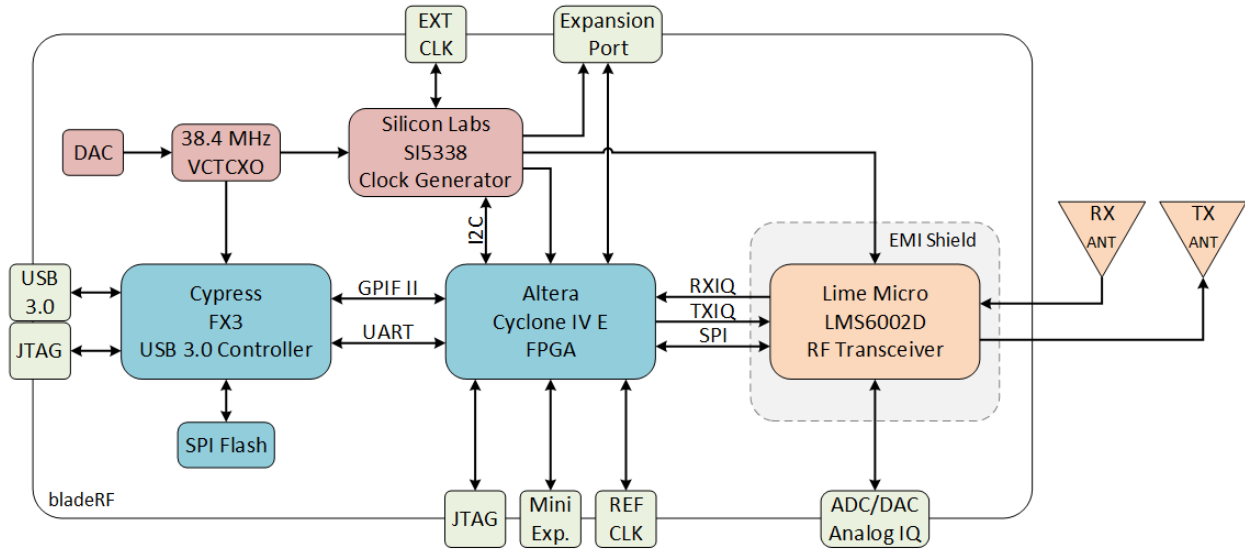 EXT
CLK
Expansion
Port
DAC
38.4 MHz
VCTCXO
Silicon Labs
SI5338
Clock Generator
I2C
EMI Shield
RX
ANT
TX
ANT
USB
3.0
JTAG
Cypress
FX3
USB 3.0 Controller
GPIF II
UART
Altera
Cyclone IV E
FPGA
RXIQ
TXIQ
SPI
Lime Micro
LMS6002D
RF Transceiver
SPI Flash
bladeRF
JTAG
Mini
Exp.
REF
CLK
ADC/DAC
Analog IQ